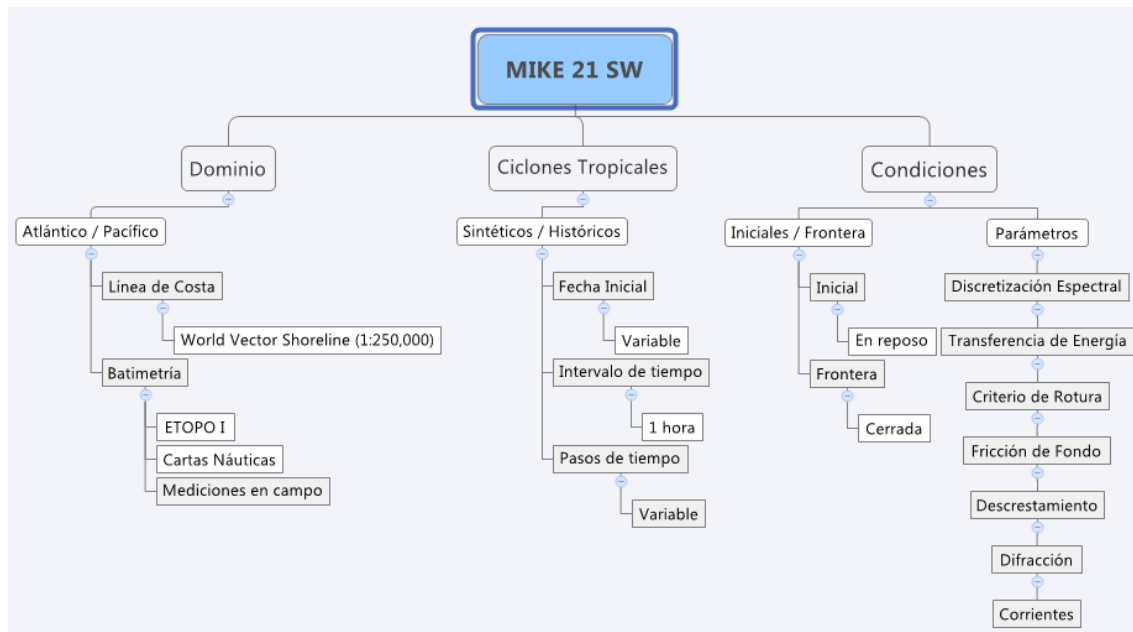 MIKE 21 SW
Dominio
Atlántico / Pacífico
Línea de Costa
World Vector Shoreline (1:250,000)
Batimetría
ETOPO I
Cartas Náuticas
Mediciones en campo
Ciclones Tropicales
Sintéticos / Históricos
Fecha Inicial
Variable
Intervalo de tiempo
1 hora
Pasos de tiempo
Variable
Condiciones
Iniciales / Frontera
Inicial
En reposo
Frontera
Cerrada
Parámetros
Discretización Espectral
Transferencia de Energía
Criterio de Rotura
Fricción de Fondo
Descrestamiento
Difracción
Corrientes